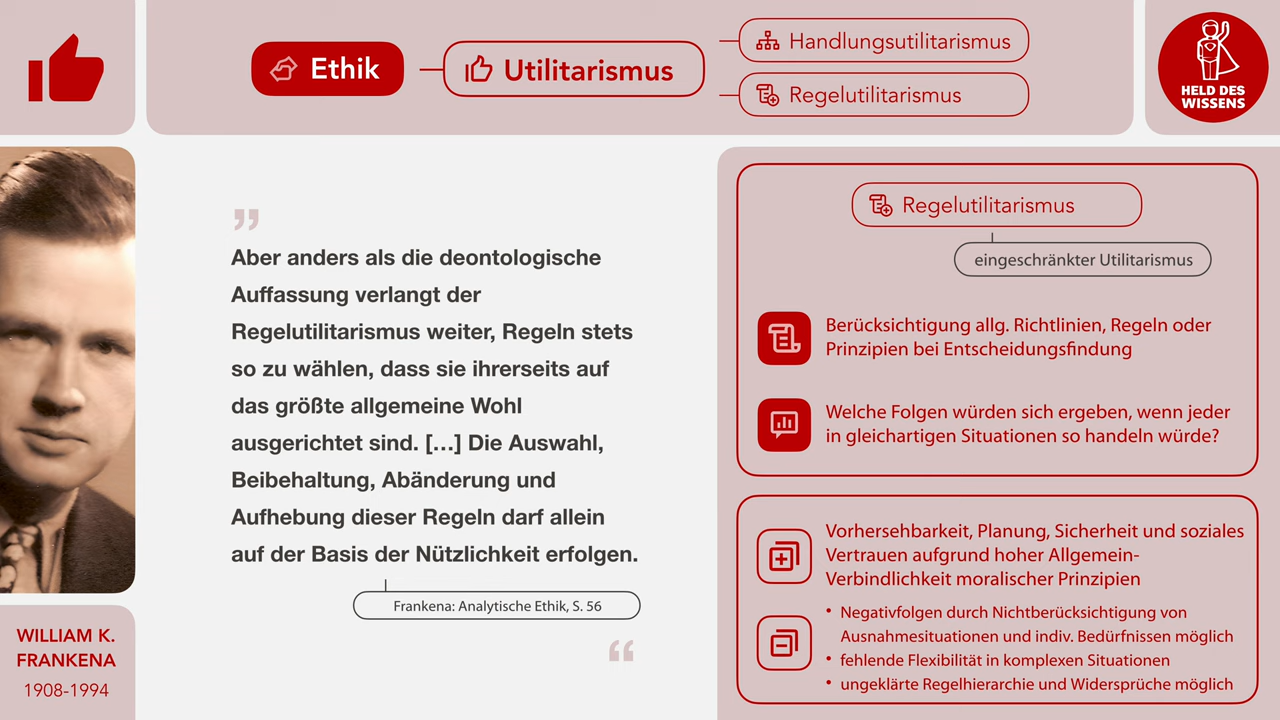 Ethik
Utilitarismus
Handlungsutilitarismus
Regelutilitarismus
HELD DES
WISSENS
WILLIAM K.
FRANKENA
1908-1994
”
Aber anders als die deontologische
Auffassung verlangt der
Regelutilitarismus weiter, Regeln stets
so zu wählen, dass sie ihrerseits auf
das größte allgemeine Wohl
ausgerichtet sind. […] Die Auswahl,
Beibehaltung, Abänderung und
Aufhebung dieser Regeln darf allein
auf der Basis der Nützlichkeit erfolgen.
Frankena: Analytische Ethik, S. 56
“
Regelutilitarismus
eingeschränkter Utilitarismus
Berücksichtigung allg. Richtlinien, Regeln oder
Prinzipien bei Entscheidungsfindung
Welche Folgen würden sich ergeben, wenn jeder
in gleichartigen Situationen so handeln würde?
Vorhersehbarkeit, Planung, Sicherheit und soziales
Vertrauen aufgrund hoher Allgemein-
Verbindlichkeit moralischer Prinzipien
• Negativfolgen durch Nichtberücksichtigung von
Ausnahmesituationen und indiv. Bedürfnissen möglich
• fehlende Flexibilität in komplexen Situationen
• ungeklärte Regelhierarchie und Widersprüche möglich